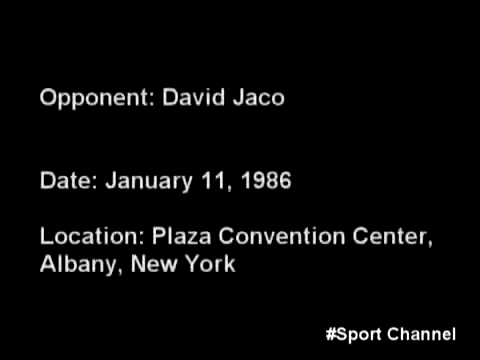 Opponent: David Jaco
Date: January 11, 1986
Location: Plaza Convention Center,
Albany, New York
#Sport Channel